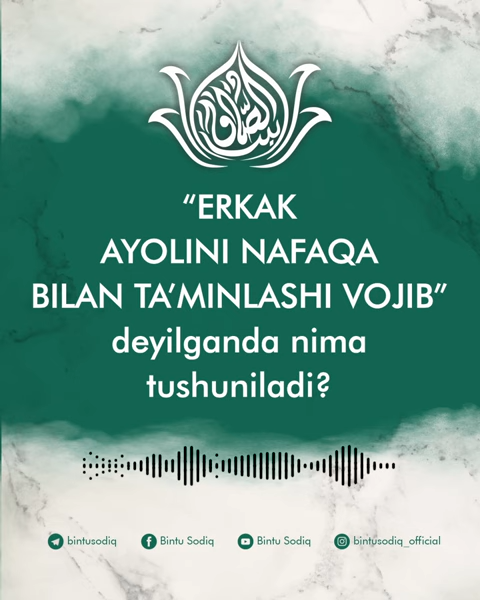 “ERKAK
AYOLINI NAFAQA
BILAN TA’MINLASHI VOJIB”
deyilganda nima
tushuniladi?
bintusodiq
Bintu Sodiq
Bintu Sodiq
bintusodiq_official